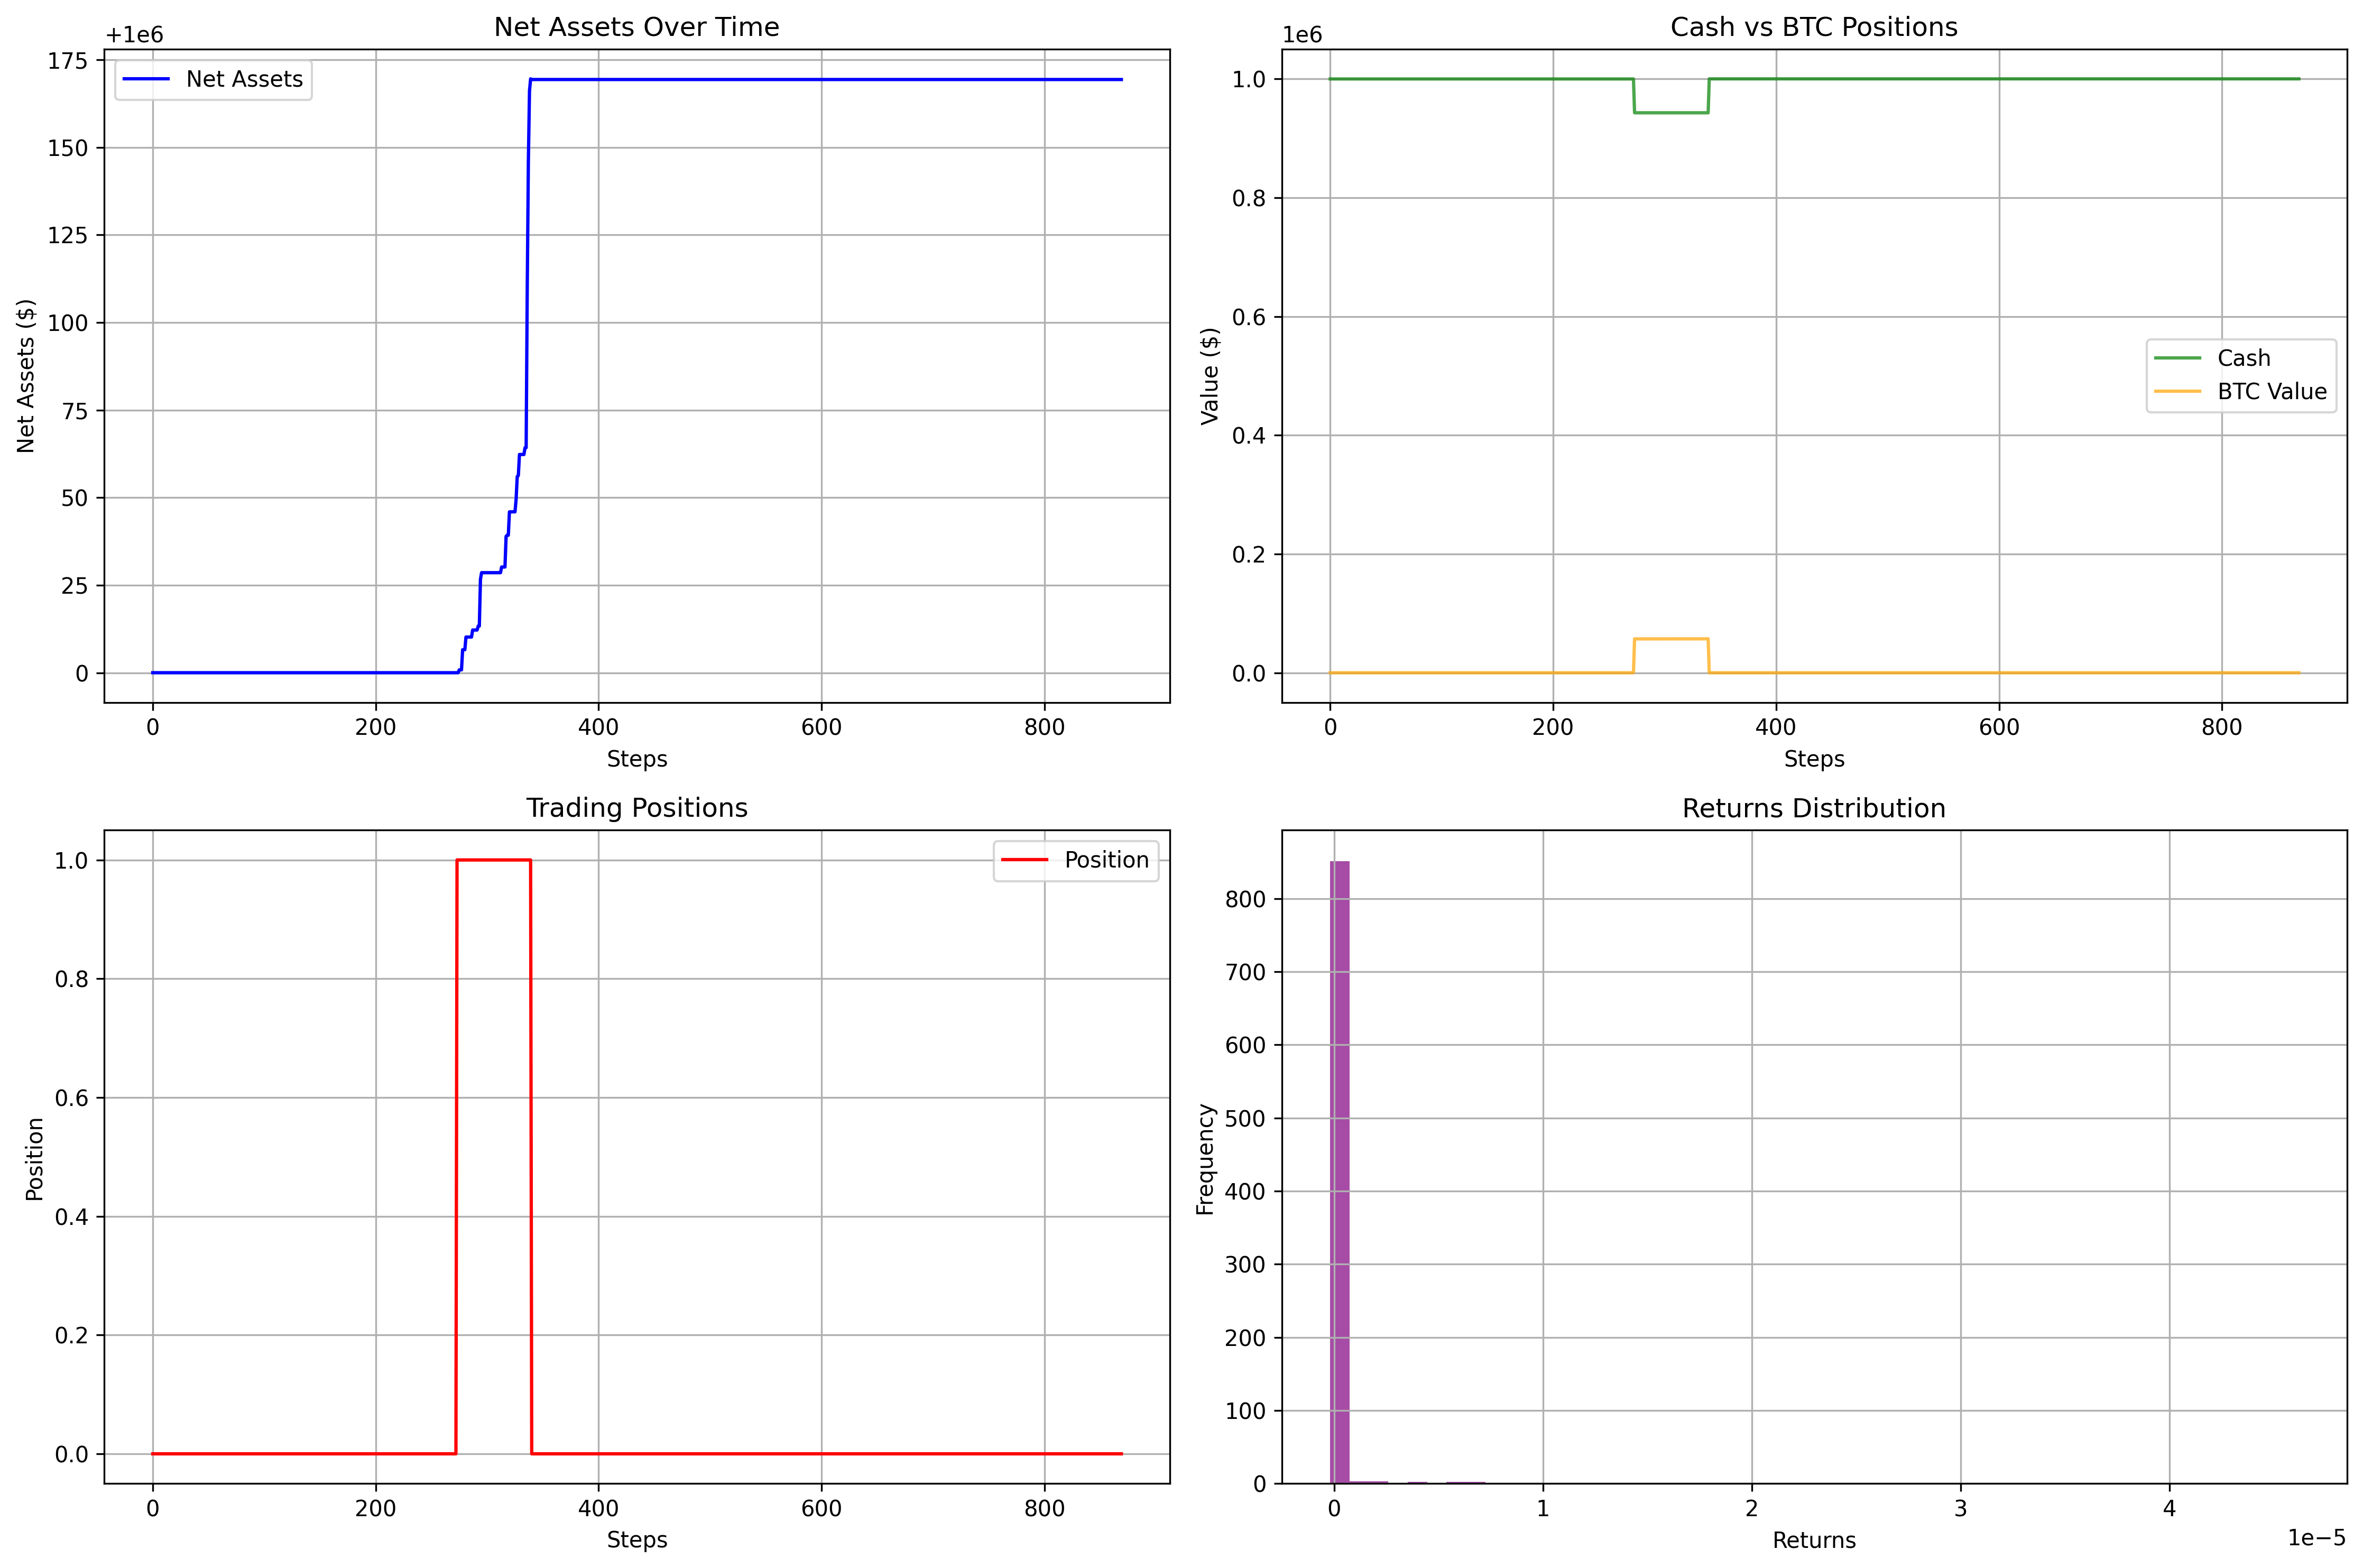 Net Assets Over Time
+1e6
175
150
125
100
75
50
25
0
Net Assets ($)
Net Assets
0 200 400 600 800
Steps
Cash vs BTC Positions
1e6
1.0
0.8
0.6
0.4
0.2
0.0
Value ($)
Cash
BTC Value
0 200 400 600 800
Steps
Trading Positions
1.0
0.8
0.6
0.4
0.2
0.0
Position
Position
0 200 400 600 800
Steps
Returns Distribution
800
700
600
500
400
300
200
100
0
Frequency
0 1 2 3 4
1e−5
Returns